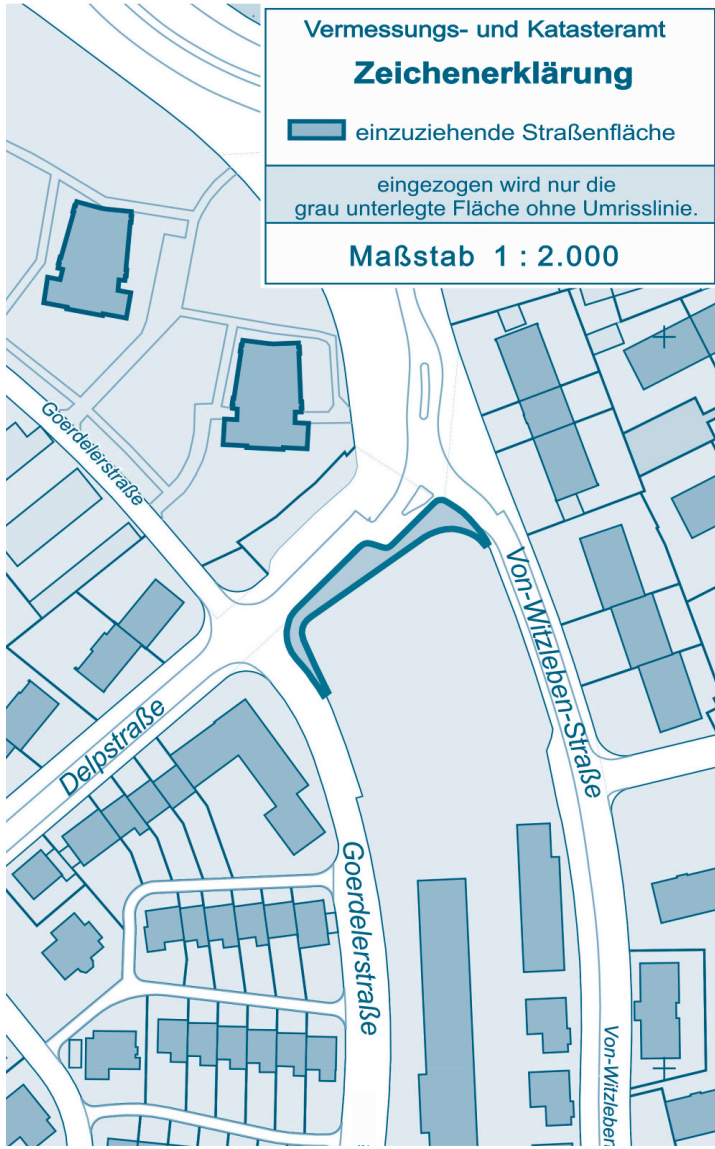 Vermessungs- und Katasteramt
Zeichenerklärung
einzuziehende Straßenfläche
eingezogen wird nur die
grau unterlegte Fläche ohne Umrisslinie.
Maßstab 1 : 2.000
Goerdelerstraße
Von-Witzleben-Straße
Delpstraße
Goerdelerstraße
Von-Witzleben